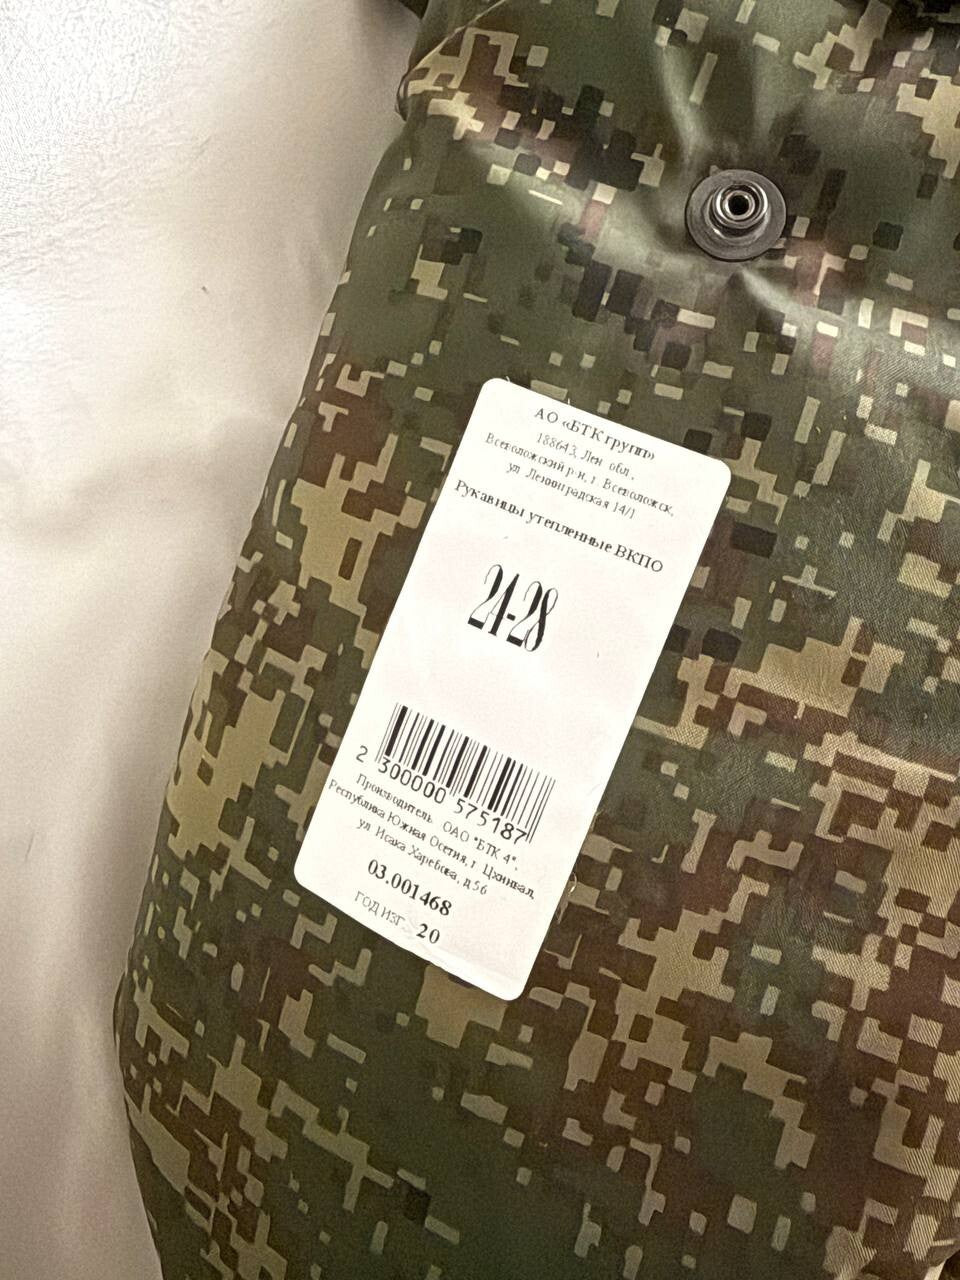 АО «БТК групп»
188643, Лен. обл.,
Всеволожский р-н, г. Всеволожск,
ул. Ленинградская 14/1
Рукавицы утепленные ВКПО
24-28
2 300000 575187
Производитель ОАО "БТК 4",
Республика Южная Осетия, г. Цхинвал,
ул. Исака Харебова, д.56
03.001468
ГОД ИЗГ. 20